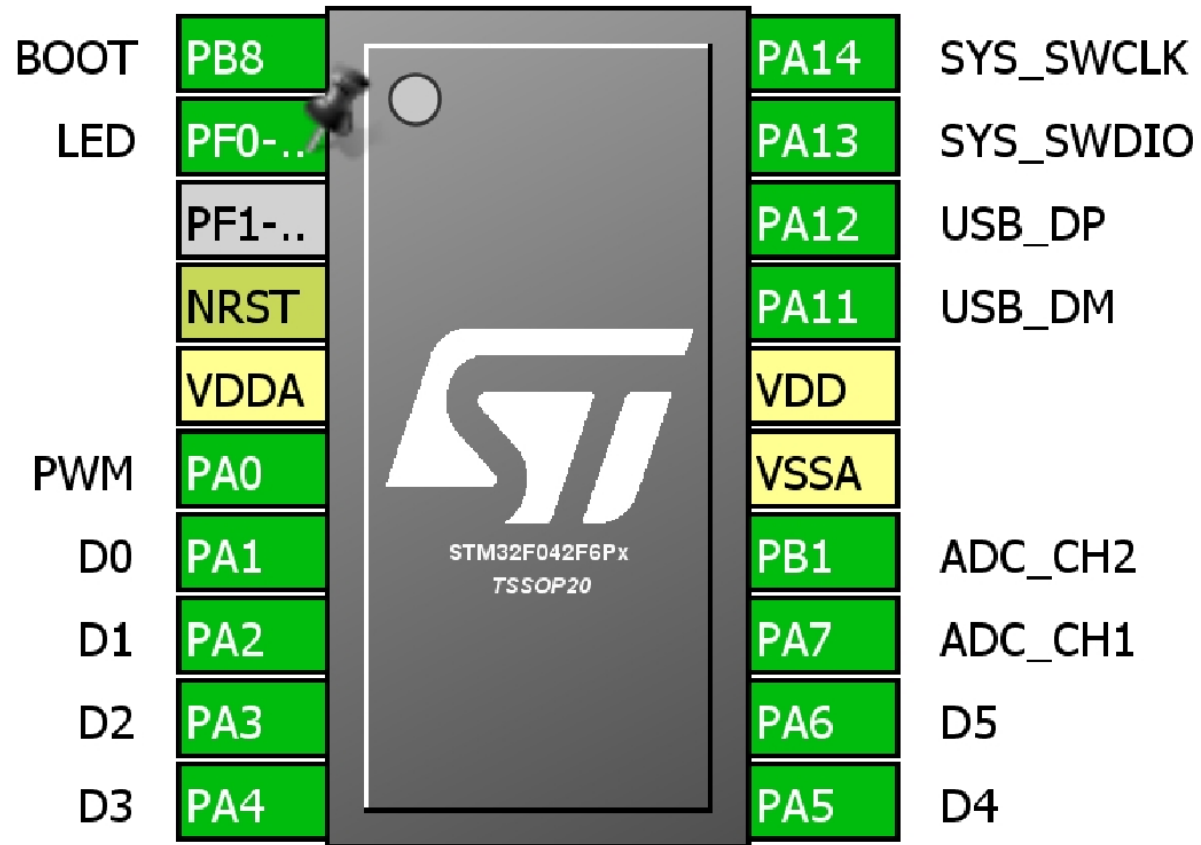 BOOT PB8 PA14 SYS_SWCLK
LED PF0-.. PA13 SYS_SWDIO
PF1-.. PA12 USB_DP
NRST PA11 USB_DM
VDDA VDD
PWM PA0 VSSA
D0 PA1 PB1 ADC_CH2
D1 PA2 PA7 ADC_CH1
D2 PA3 PA6 D5
D3 PA4 PA5 D4
ST
STM32F042F6Px
TSSOP20